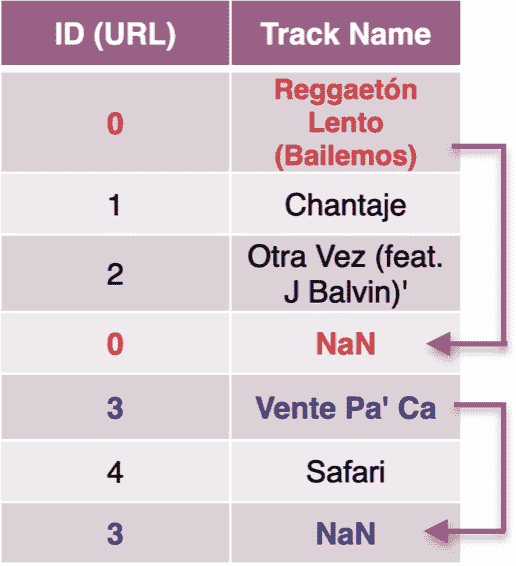 ID (URL) Track Name
0 Reggaetón
Lento
(Bailemos)
1 Chantaje
2 Otra Vez (feat.
J Balvin)'
0 NaN
3 Vente Pa' Ca
4 Safari
3 NaN